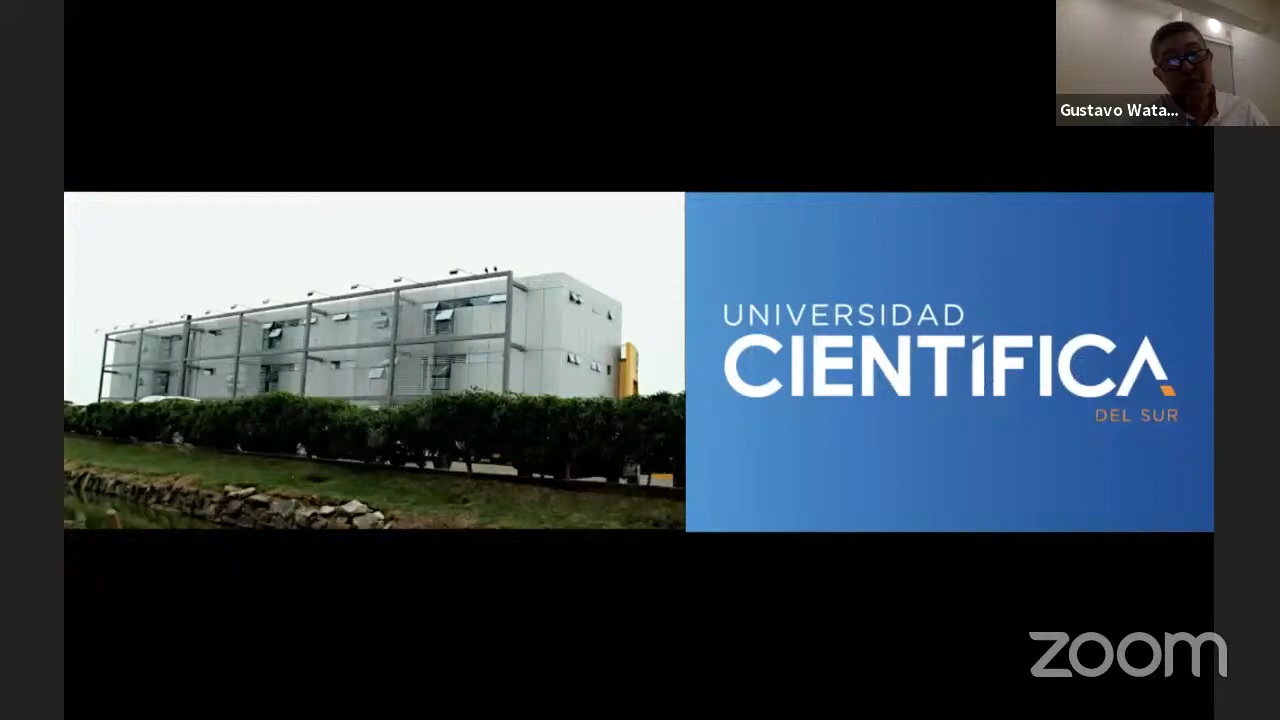 Gustavo Wata...
UNIVERSIDAD
CIENTÍFICA
DEL SUR
zoom